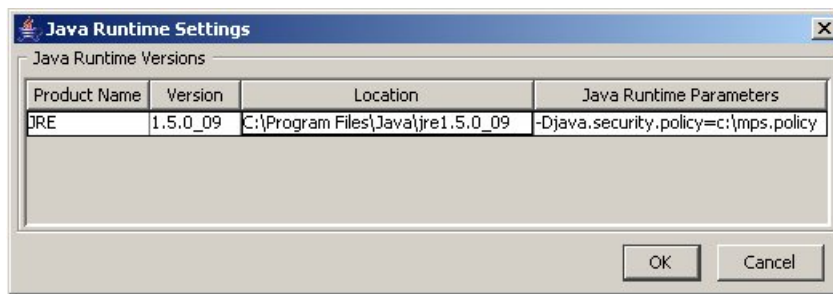 Java Runtime Settings
Java Runtime Versions
Product Name Version Location Java Runtime Parameters
JRE 1.5.0_09 C:\Program Files\Java\jre1.5.0_09 -Djava.security.policy=c:\mps.policy
OK Cancel